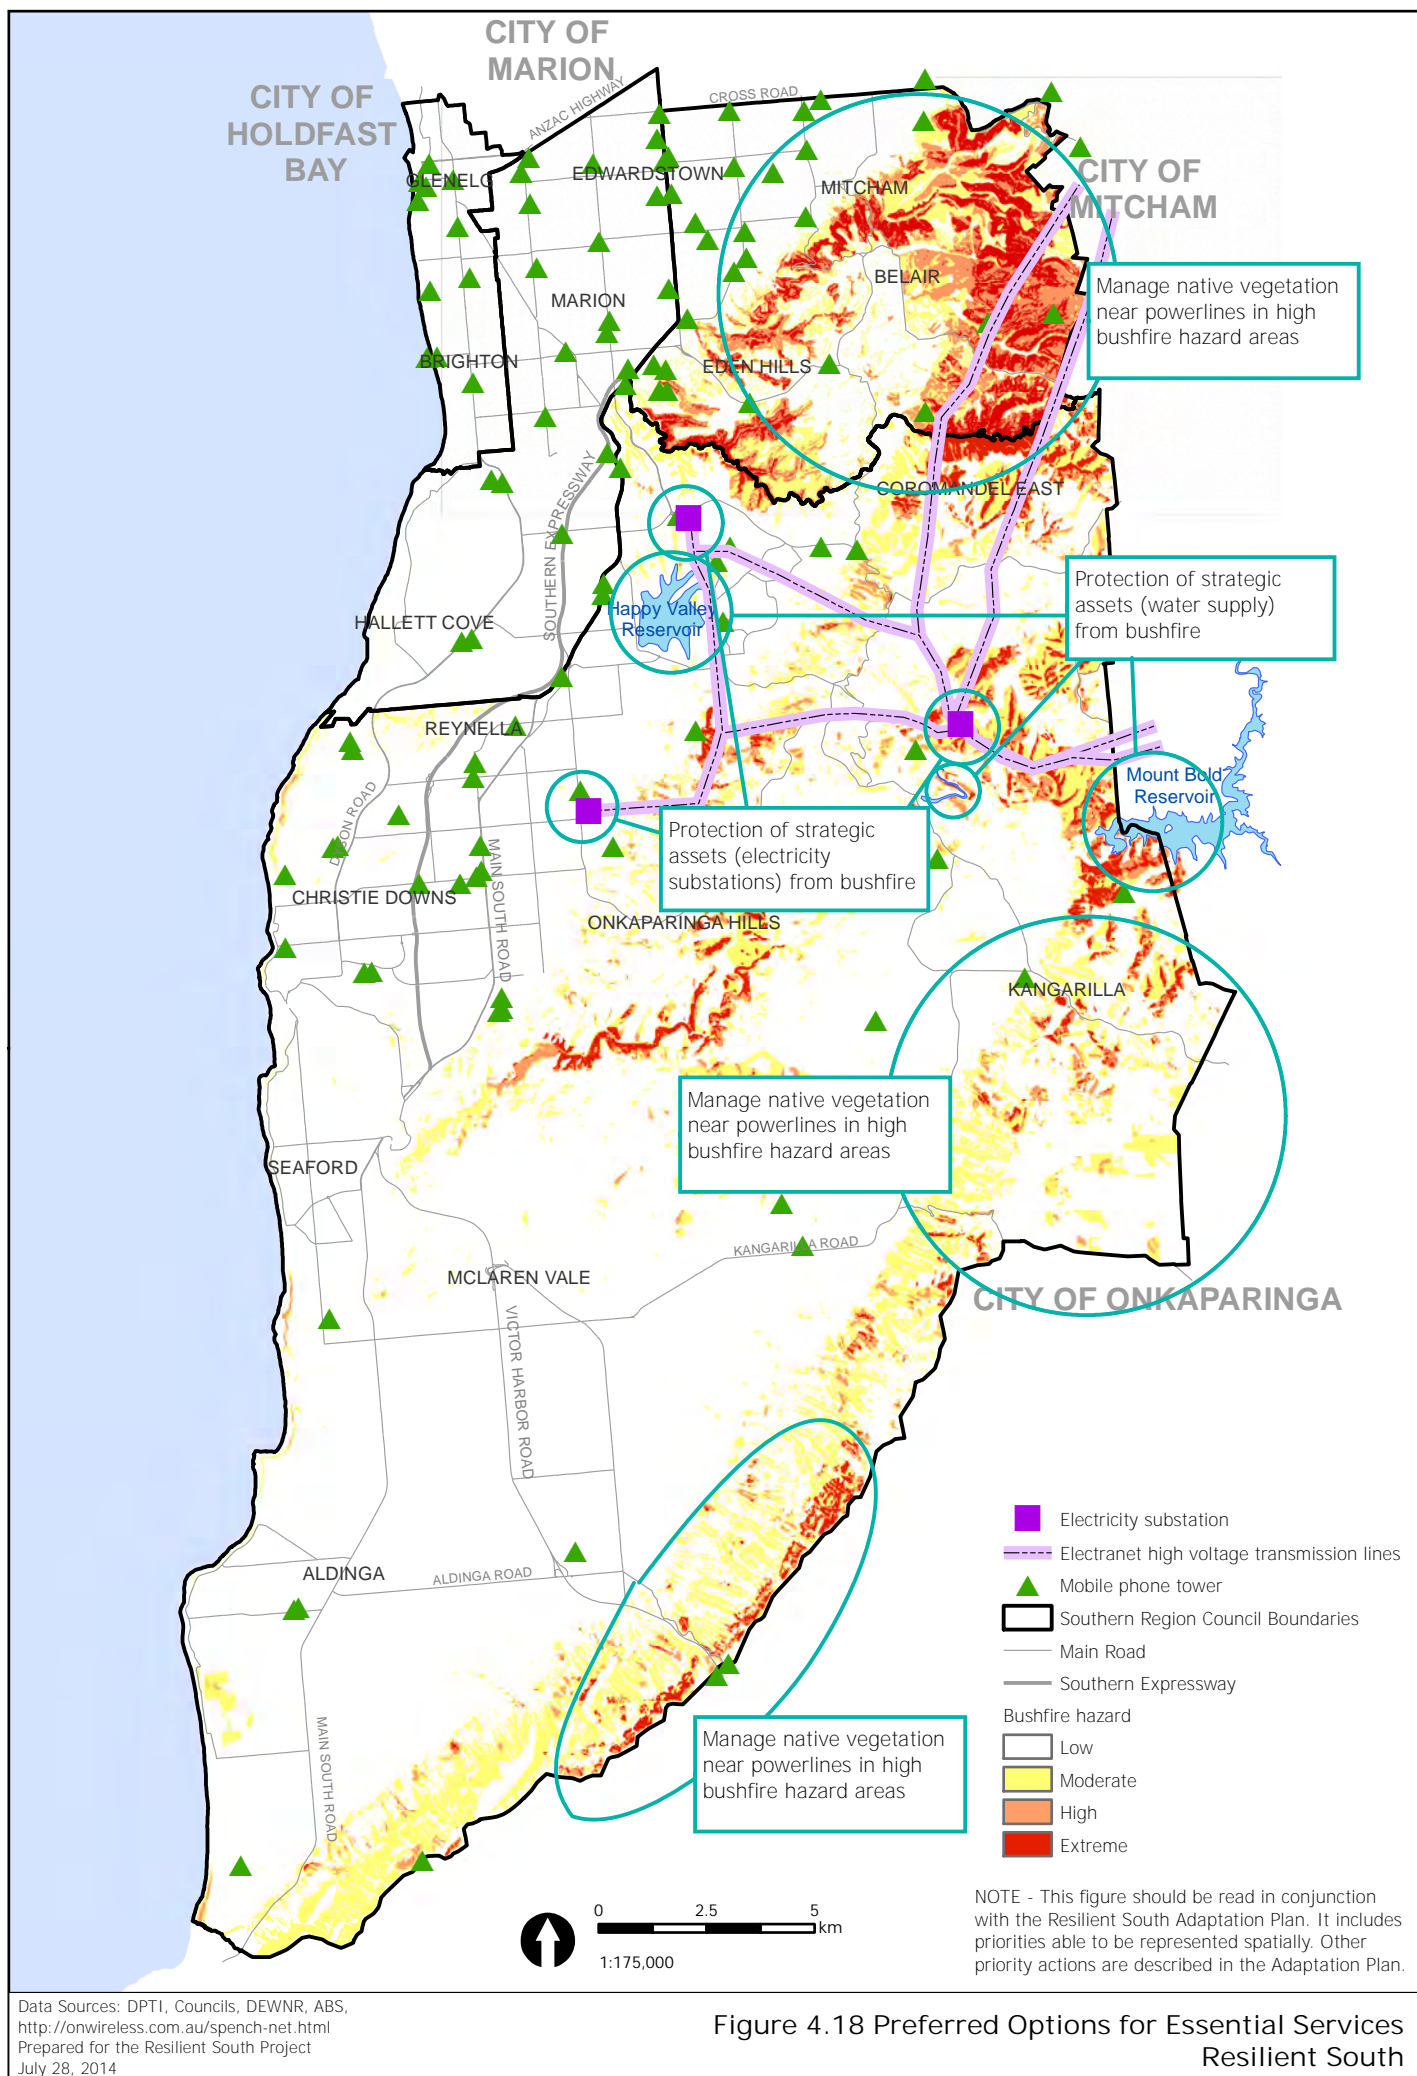 CITY OF
MARION
CITY OF
HOLDFAST
BAY
ANZAC HIGHWAY
CROSS ROAD
GLENELG
EDWARDSTOWN
MITCHAM
CITY OF
MITCHAM
BELAIR
MARION
Manage native vegetation
near powerlines in high
bushfire hazard areas
BRIGHTON
EDEN HILLS
COROMANDEL EAST
SOUTHERN EXPRESSWAY
Protection of strategic
assets (water supply)
from bushfire
Happy Valley
Reservoir
HALLETT COVE
REYNELLA
Mount Bold
Reservoir
DYSON ROAD
Protection of strategic
assets (electricity
substations) from bushfire
MAIN SOUTH ROAD
CHRISTIE DOWNS
ONKAPARINGA HILLS
KANGARILLA
Manage native vegetation
near powerlines in high
bushfire hazard areas
SEAFORD
KANGARILLA ROAD
MCLAREN VALE
CITY OF ONKAPARINGA
VICTOR HARBOR ROAD
ALDINGA
ALDINGA ROAD
MAIN SOUTH ROAD
Manage native vegetation
near powerlines in high
bushfire hazard areas
Electricity substation
Electranet high voltage transmission lines
Mobile phone tower
Southern Region Council Boundaries
Main Road
Southern Expressway
Bushfire hazard
Low
Moderate
High
Extreme
0 2.5 5
km
1:175,000
NOTE - This figure should be read in conjunction
with the Resilient South Adaptation Plan. It includes
priorities able to be represented spatially. Other
priority actions are described in the Adaptation Plan.
Data Sources: DPTI, Councils, DEWNR, ABS,
http://onwireless.com.au/spench-net.html
Prepared for the Resilient South Project
July 28, 2014
Figure 4.18 Preferred Options for Essential Services
Resilient South